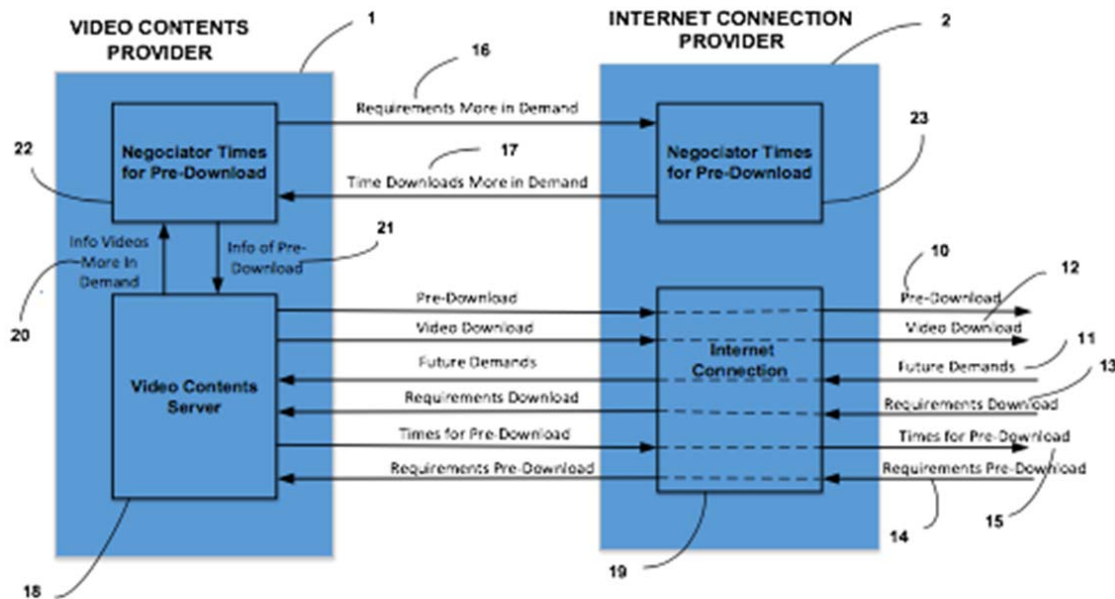 VIDEO CONTENTS
PROVIDER
1
INTERNET CONNECTION
PROVIDER
2
16
Requirements More in Demand
22
Negociator Times
for Pre-Download
17
Time Downloads More in Demand
Negociator Times
for Pre-Download
23
Info Videos
More In
Demand
20
Info of Pre-
Download
21
10
12
Pre-Download
Pre-Download
Video Download
Video Download
11
Future Demands
Future Demands
13
Video Contents
Server
Internet
Connection
Requirements Download
Requirements Download
Times for Pre-Download
Times for Pre-Download
Requirements Pre-Download
Requirements Pre-Download
14
15
18
19